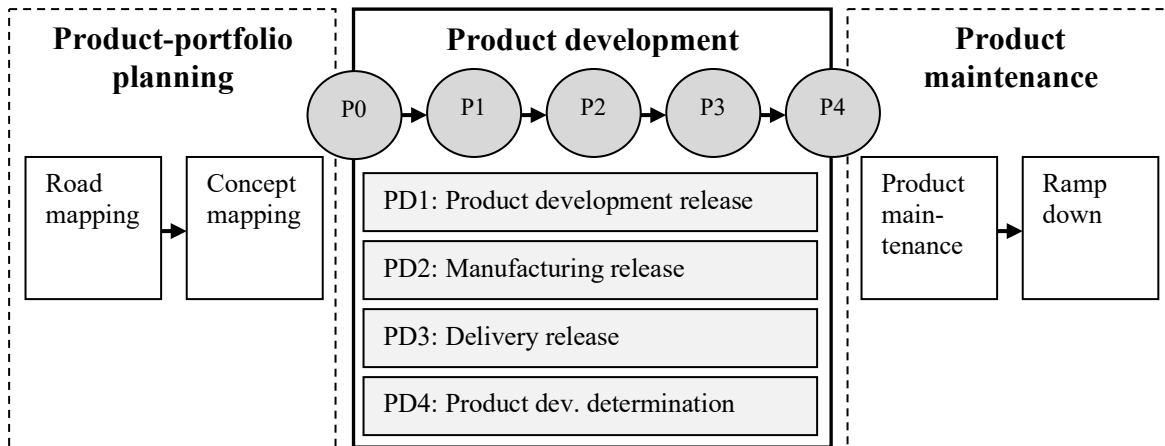 Product-portfolio
planning
Product development
Product
maintenance
P0
P1
P2
P3
P4
Road
mapping
Concept
mapping
PD1: Product development release
PD2: Manufacturing release
PD3: Delivery release
PD4: Product dev. determination
Product
main-
tenance
Ramp
down